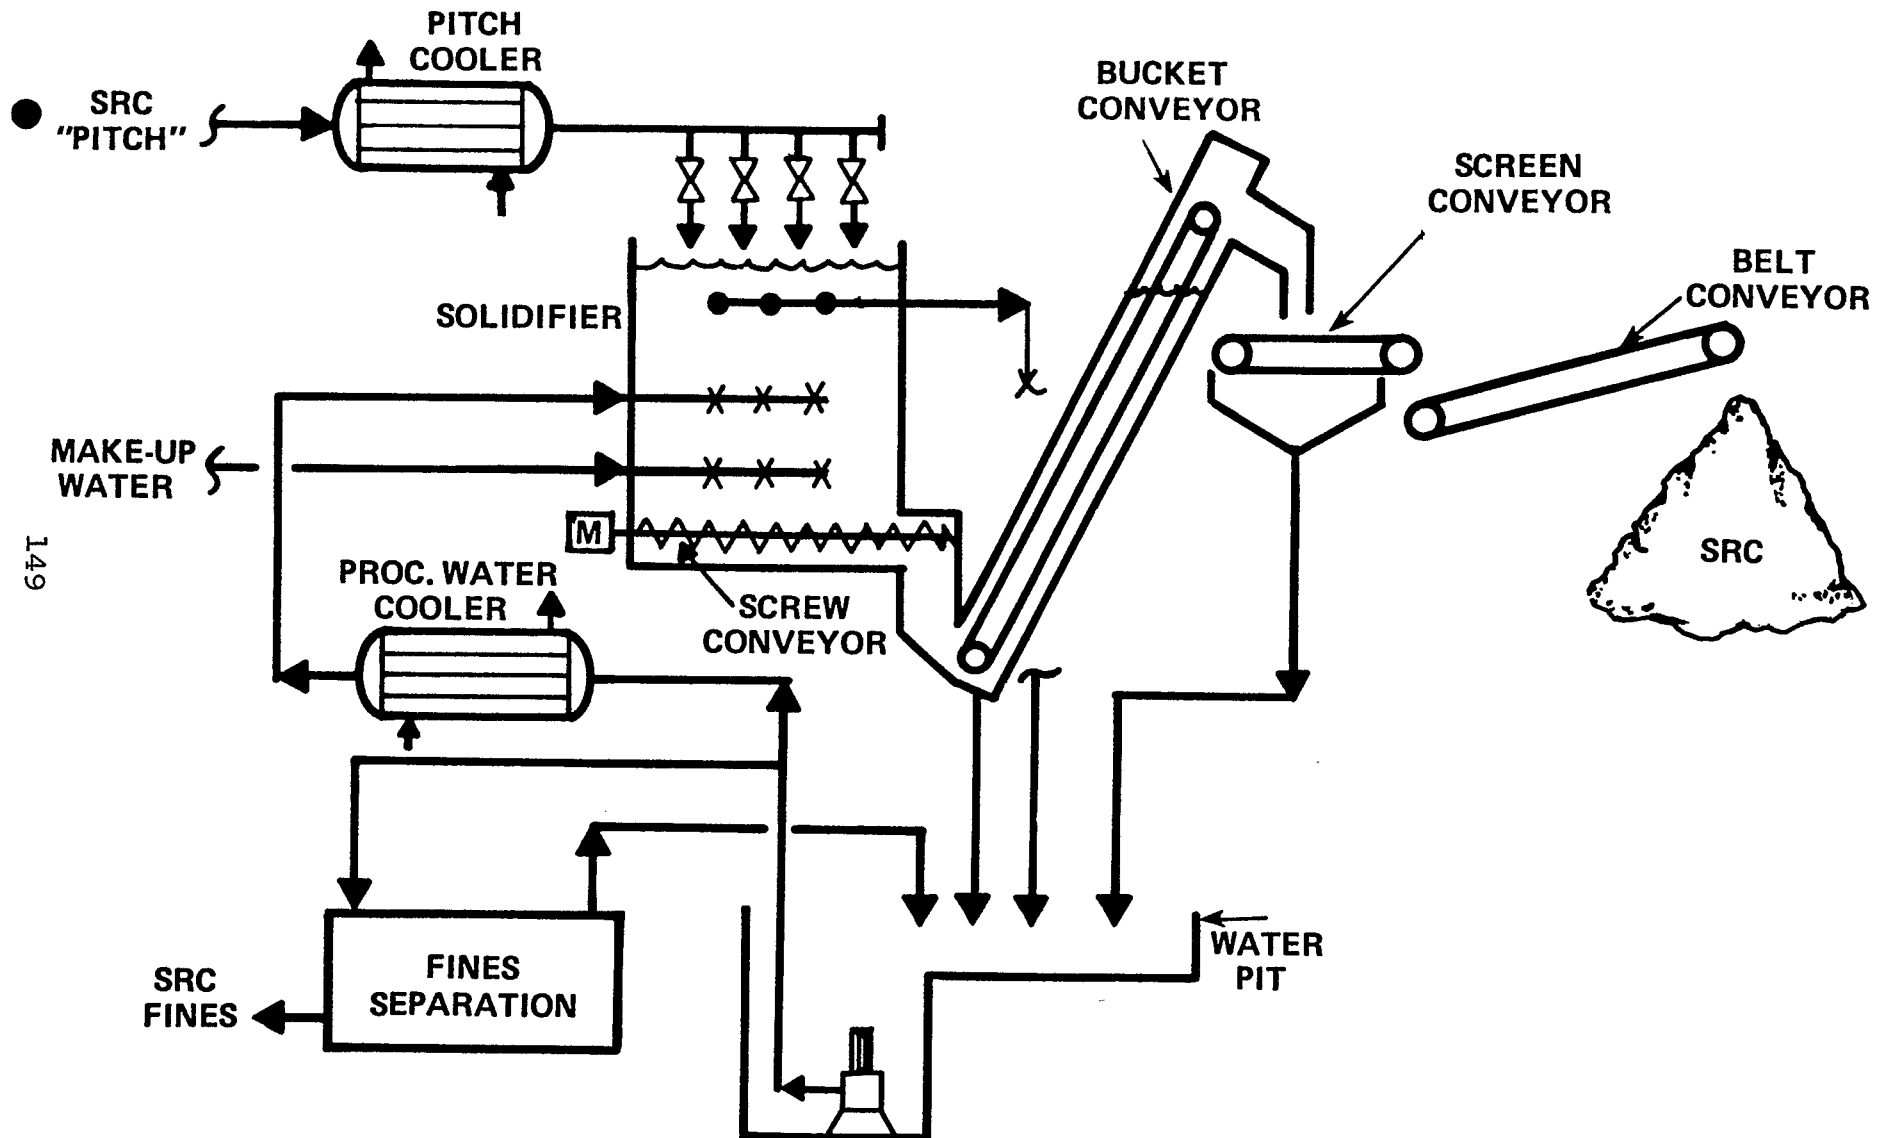 PITCH
COOLER
SRC
"PITCH"
BUCKET
CONVEYOR
SCREEN
CONVEYOR
BELT
CONVEYOR
SOLIDIFIER
MAKE-UP
WATER
M
SRC
149
PROC. WATER
COOLER
SCREW
CONVEYOR
FINES
SEPARATION
SRC
FINES
WATER
PIT